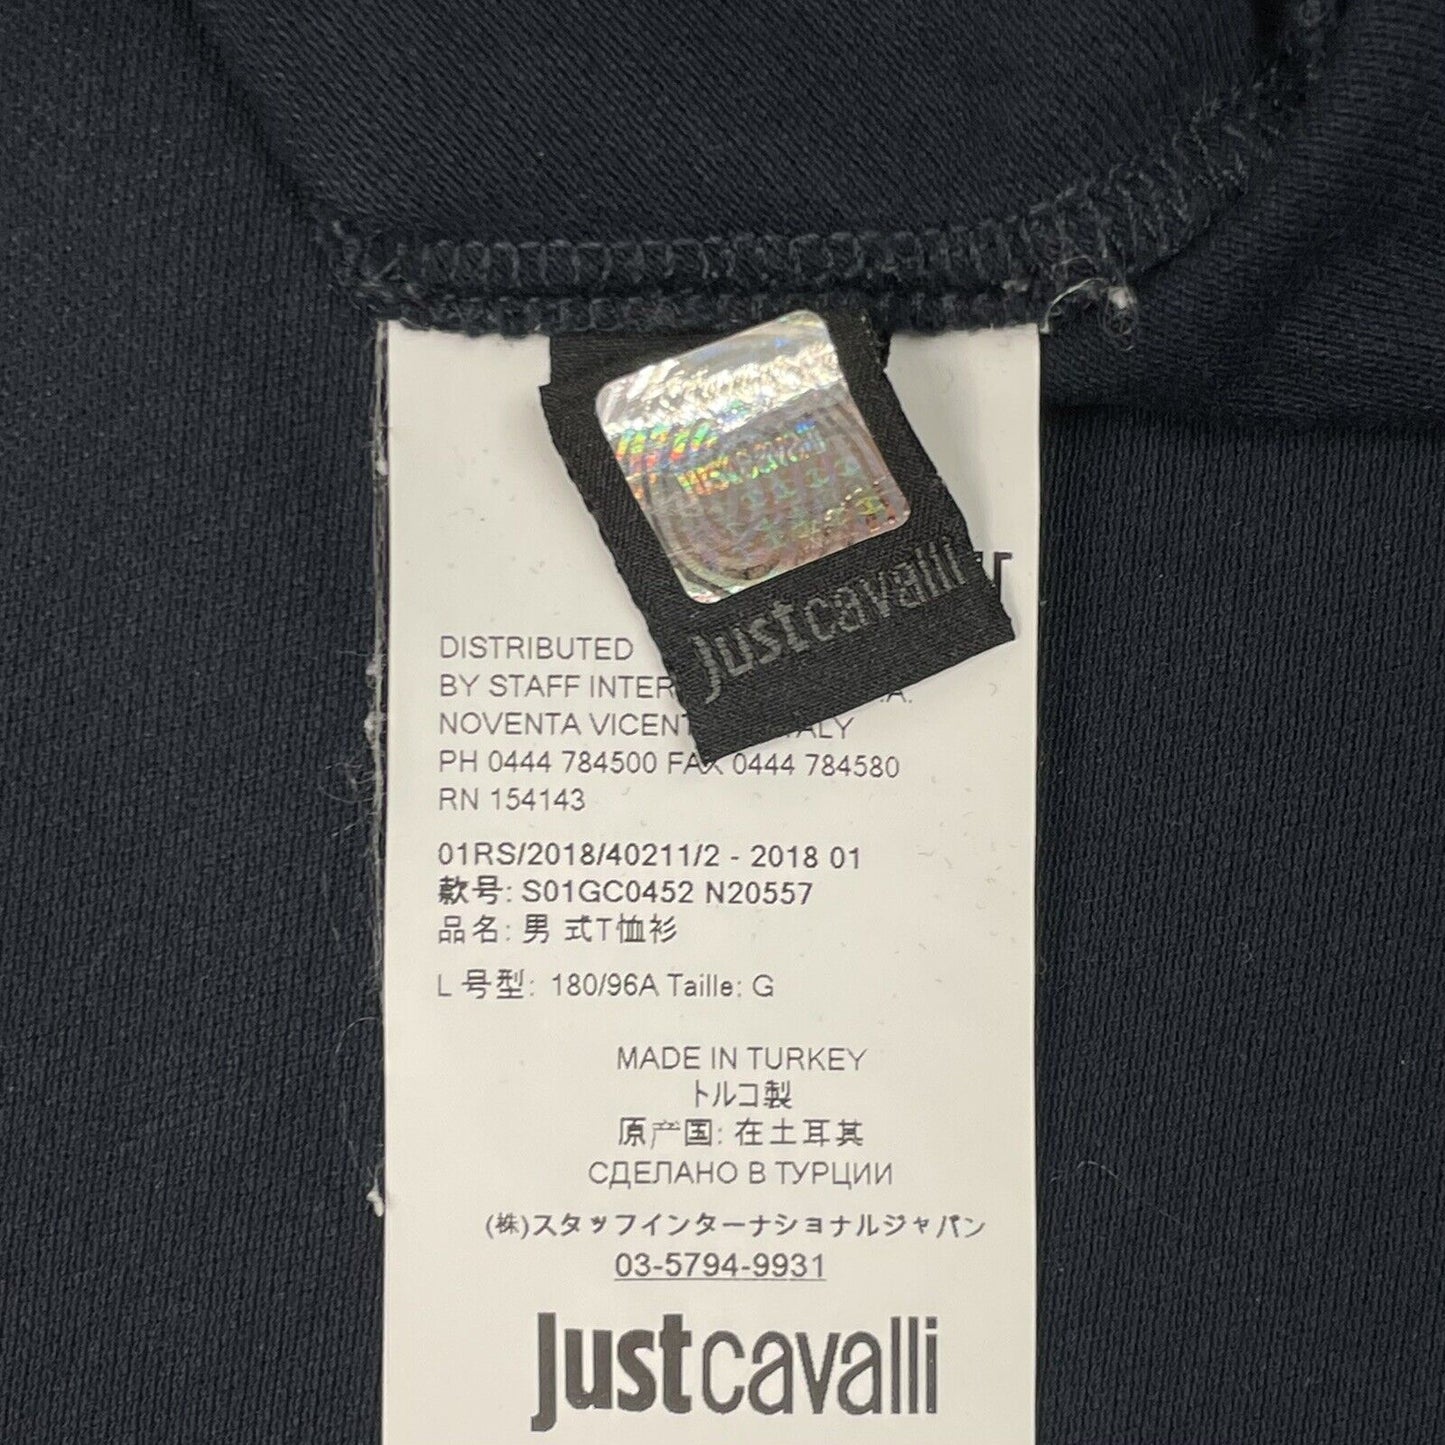 justcavalli
DISTRIBUTED
BY STAFF INTER
NOVENTA VICENT
PH 0444 784500 FAX 0444 784580
RN 154143
01RS/2018/40211/2 - 2018 01
款号: S01GC0452 N20557
品名: 男 式T恤衫
L 号型: 180/96A Taille: G
MADE IN TURKEY
トルコ製
原产国: 在土耳其
СДЕЛАНО В ТУРЦИИ
(株)スタッフインターナショナルジャパン
03-5794-9931
justcavalli